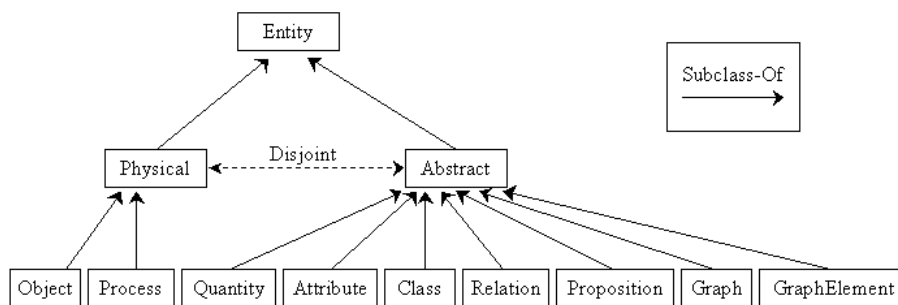 Entity
Subclass-Of
Disjoint
Physical
Abstract
Object
Process
Quantity
Attribute
Class
Relation
Proposition
Graph
GraphElement